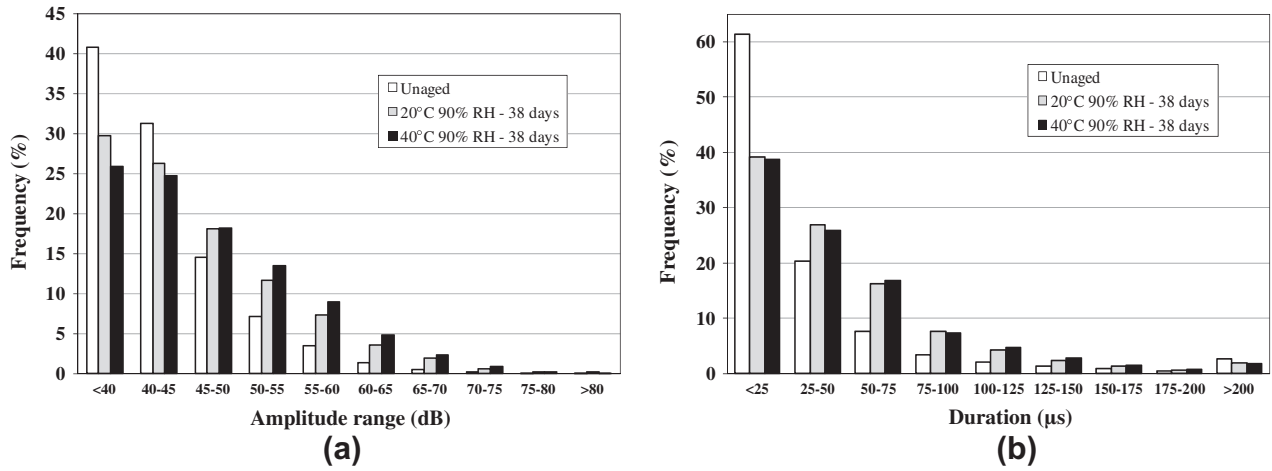 45
40
35
30
25
20
15
10
5
0
Frequency (%)
Unaged
20°C 90% RH - 38 days
40°C 90% RH - 38 days
<40 40-45 45-50 50-55 55-60 60-65 65-70 70-75 75-80 >80
Amplitude range (dB)
(a)
60
50
40
30
20
10
0
Frequency (%)
Unaged
20°C 90% RH - 38 days
40°C 90% RH - 38 days
<25 25-50 50-75 75-100 100-125 125-150 150-175 175-200 >200
Duration (µs)
(b)